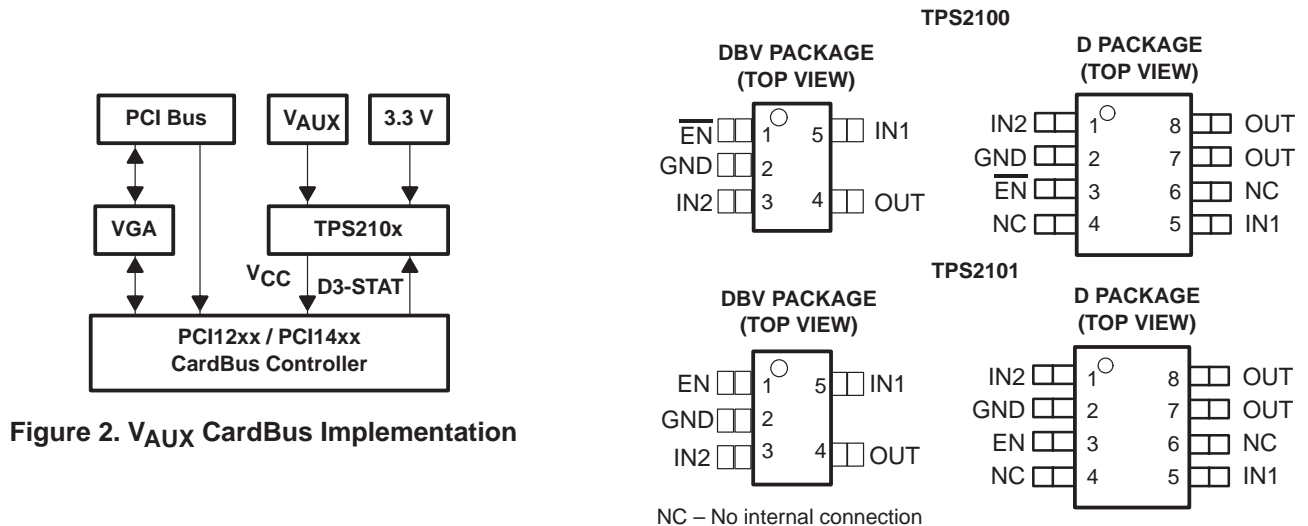 PCI Bus
VAUX
3.3 V
VGA
TPS210x
VCC
D3-STAT
PCI12xx / PCI14xx
CardBus Controller
Figure 2. VAUX CardBus Implementation
TPS2100
DBV PACKAGE
(TOP VIEW)
EN 1 5 IN1
GND 2
IN2 3 4 OUT
D PACKAGE
(TOP VIEW)
IN2 1 8 OUT
GND 2 7 OUT
EN 3 6 NC
NC 4 5 IN1
TPS2101
DBV PACKAGE
(TOP VIEW)
EN 1 5 IN1
GND 2
IN2 3 4 OUT
D PACKAGE
(TOP VIEW)
IN2 1 8 OUT
GND 2 7 OUT
EN 3 6 NC
NC 4 5 IN1
NC – No internal connection